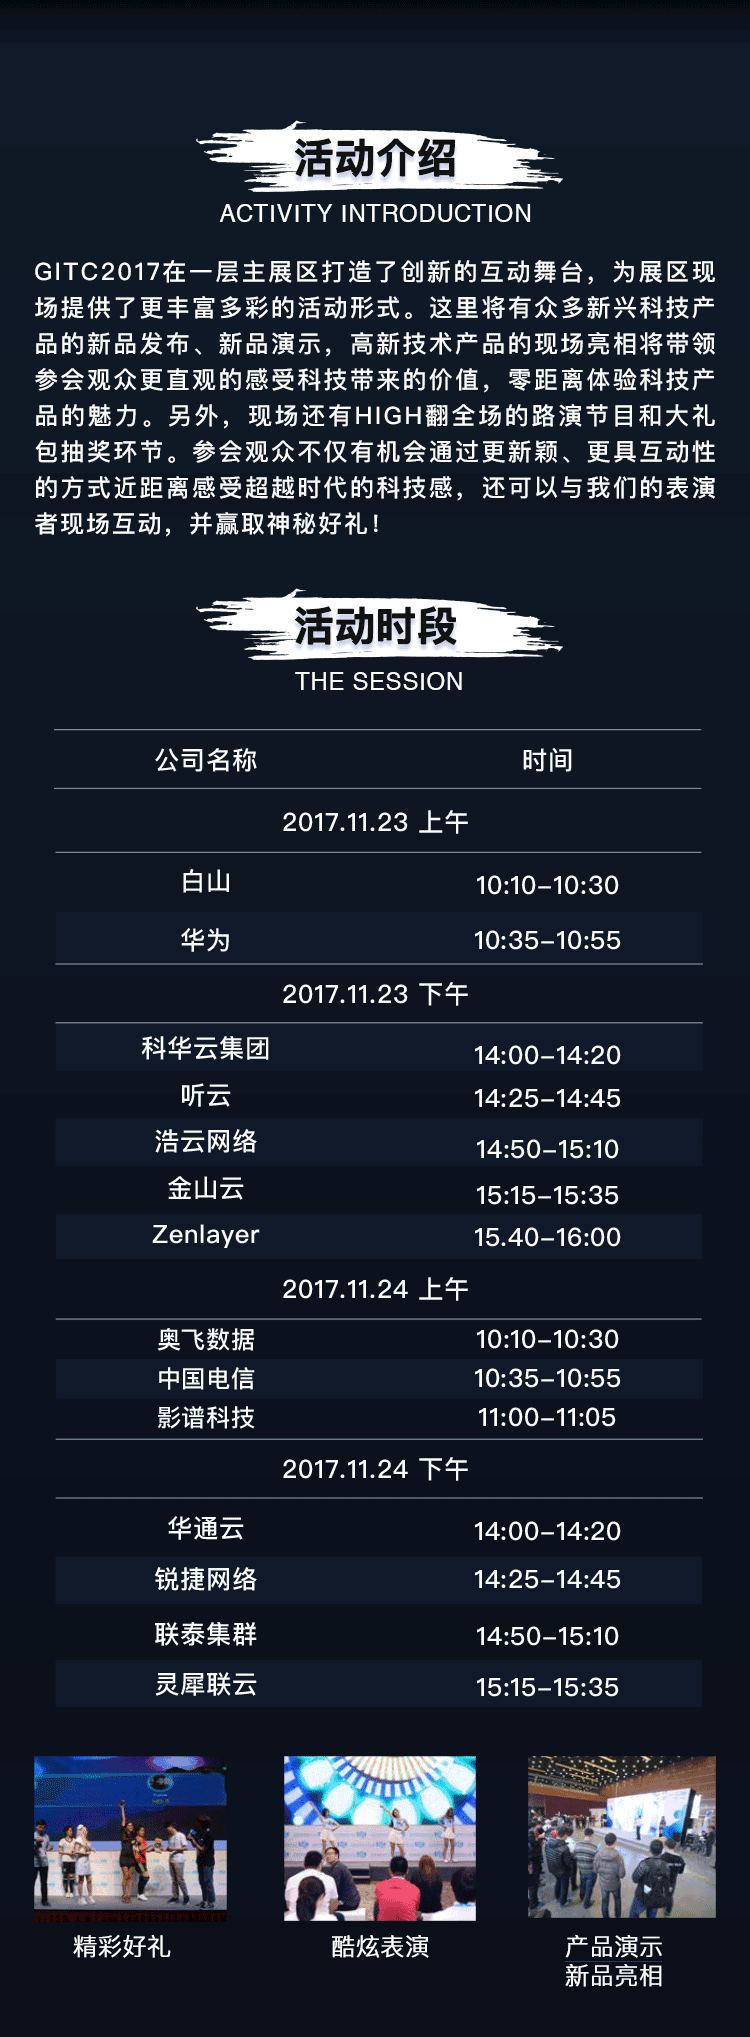 活动介绍
ACTIVITY INTRODUCTION
GITC2017在一层主展区打造了创新的互动舞台，为展区现
场提供了更丰富多彩的活动形式。这里将有众多新兴科技产
品的新品发布、新品演示，高新技术产品的现场亮相将带领
参会观众更直观的感受科技带来的价值，零距离体验科技产
品的魅力。另外，现场还有HIGH翻全场的路演节目和大礼
包抽奖环节。参会观众不仅有机会通过更新颖、更具互动性
的方式近距离感受超越时代的科技感，还可以与我们的表演
者现场互动，并赢取神秘好礼！
活动时段
THE SESSION
公司名称 时间
2017.11.23 上午
白山 10:10-10:30
华为 10:35-10:55
2017.11.23 下午
科华云集团 14:00-14:20
听云 14:25-14:45
浩云网络 14:50-15:10
金山云 15:15-15:35
Zenlayer 15.40-16:00
2017.11.24 上午
奥飞数据 10:10-10:30
中国电信 10:35-10:55
影谱科技 11:00-11:05
2017.11.24 下午
华通云 14:00-14:20
锐捷网络 14:25-14:45
联泰集群 14:50-15:10
灵犀联云 15:15-15:35
精彩好礼 酷炫表演 产品演示
新品亮相